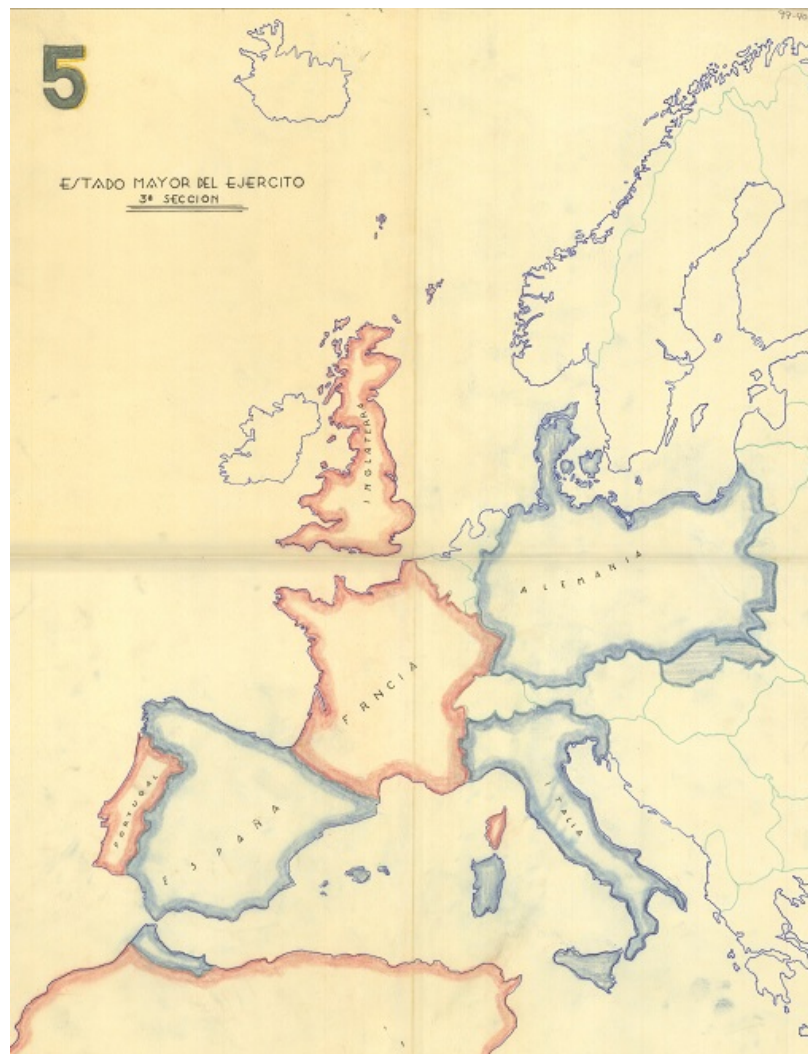 5
ESTADO MAYOR DEL EJERCITO
3ª SECCION
INGLATERRA
ALEMANIA
FRNCIA
PORTUGAL
ESPAÑA
ITALIA